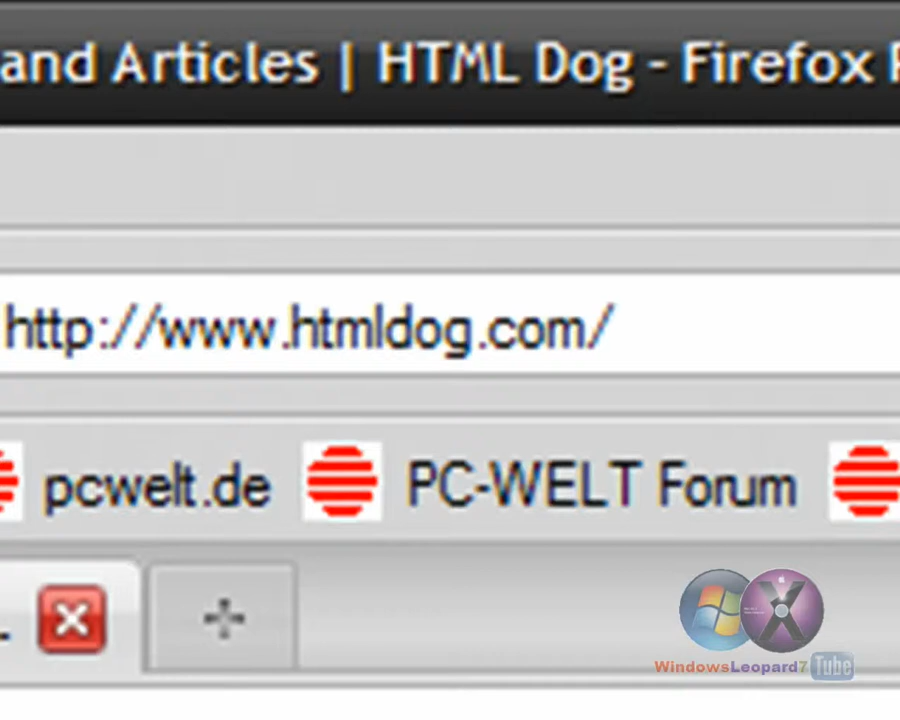 and Articles | HTML Dog - Firefox
http://www.htmldog.com/
pcwelt.de PC-WELT Forum
WindowsLeopard7 Tube